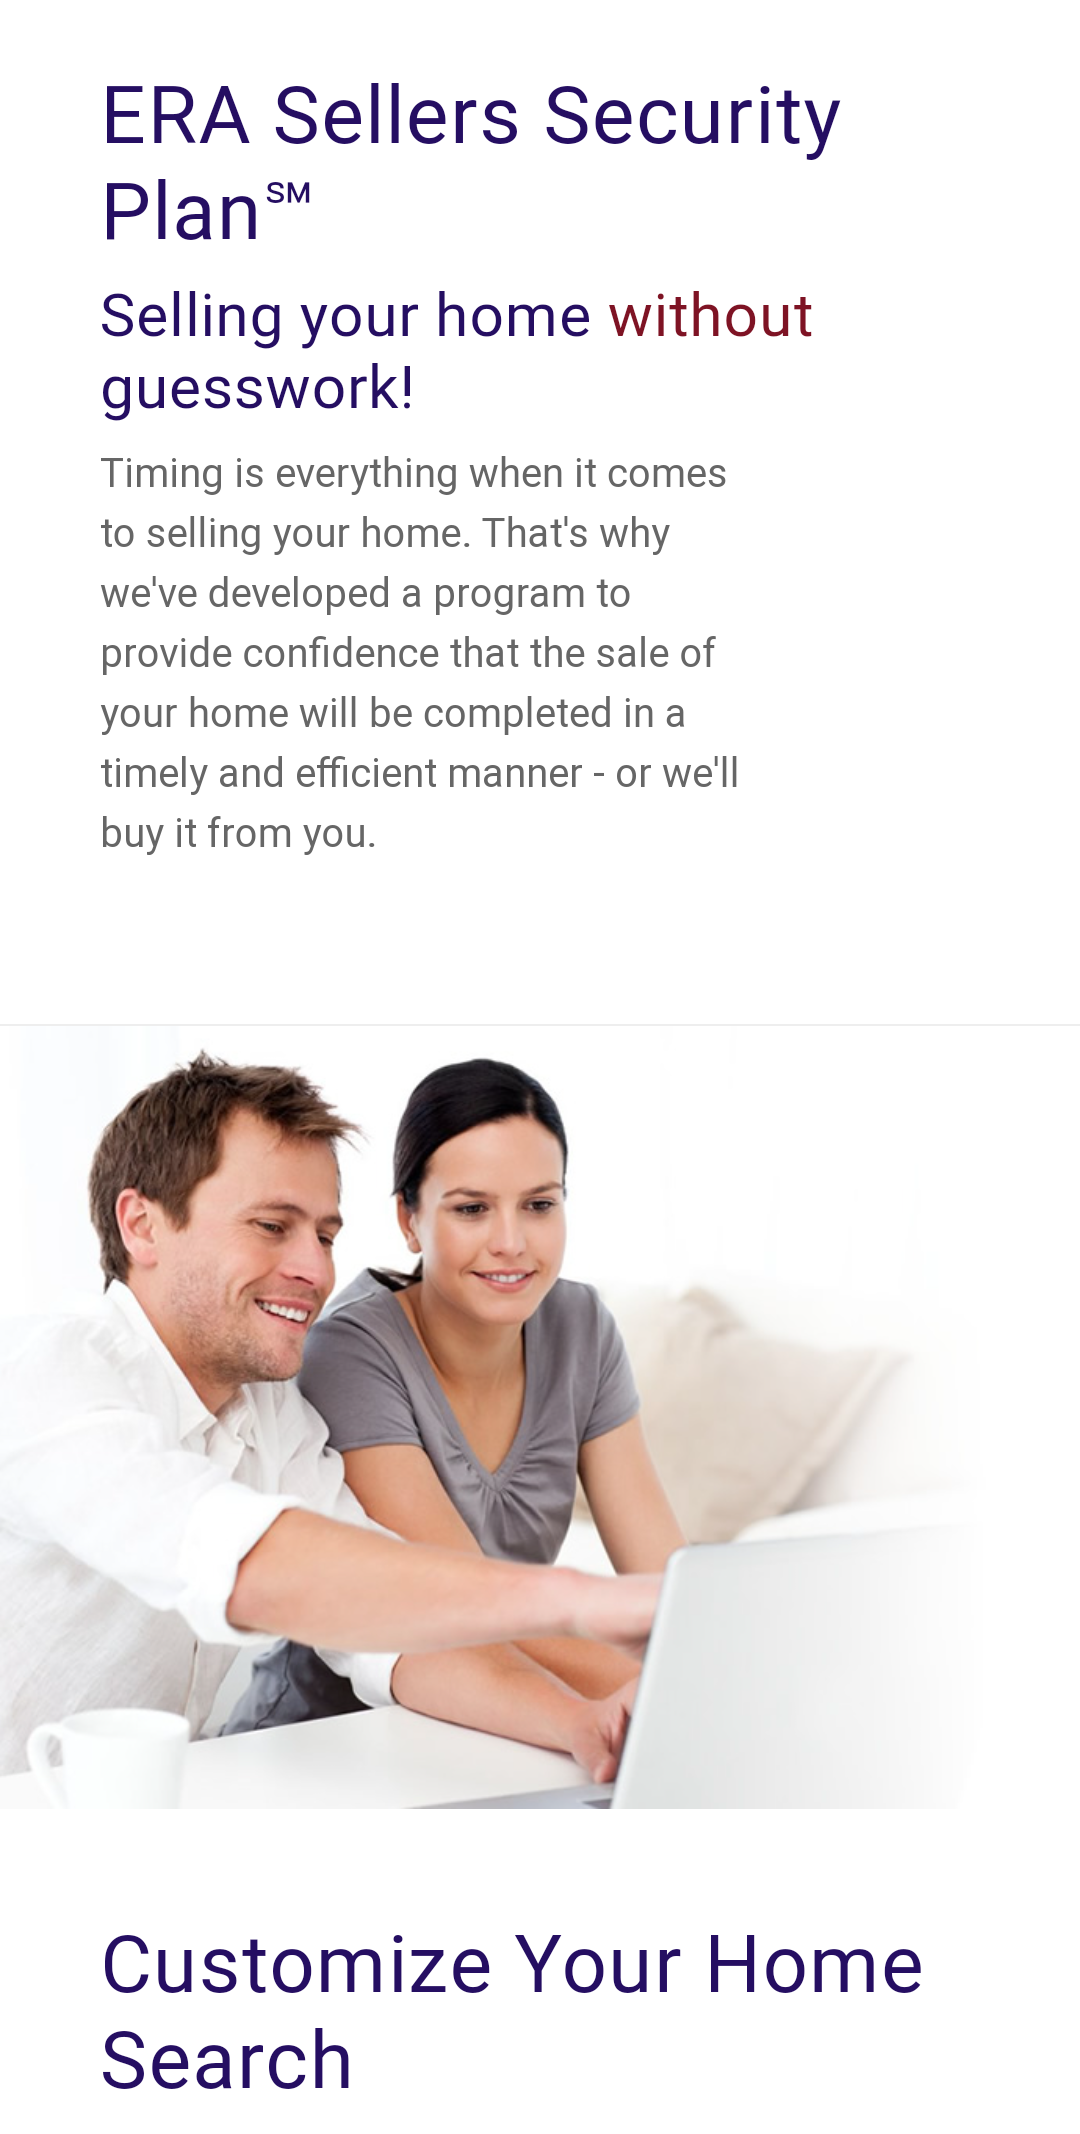 ERA Sellers Security
Plan℠
Selling your home without
guesswork!
Timing is everything when it comes
to selling your home. That's why
we've developed a program to
provide confidence that the sale of
your home will be completed in a
timely and efficient manner - or we'll
buy it from you.
Customize Your Home
Search